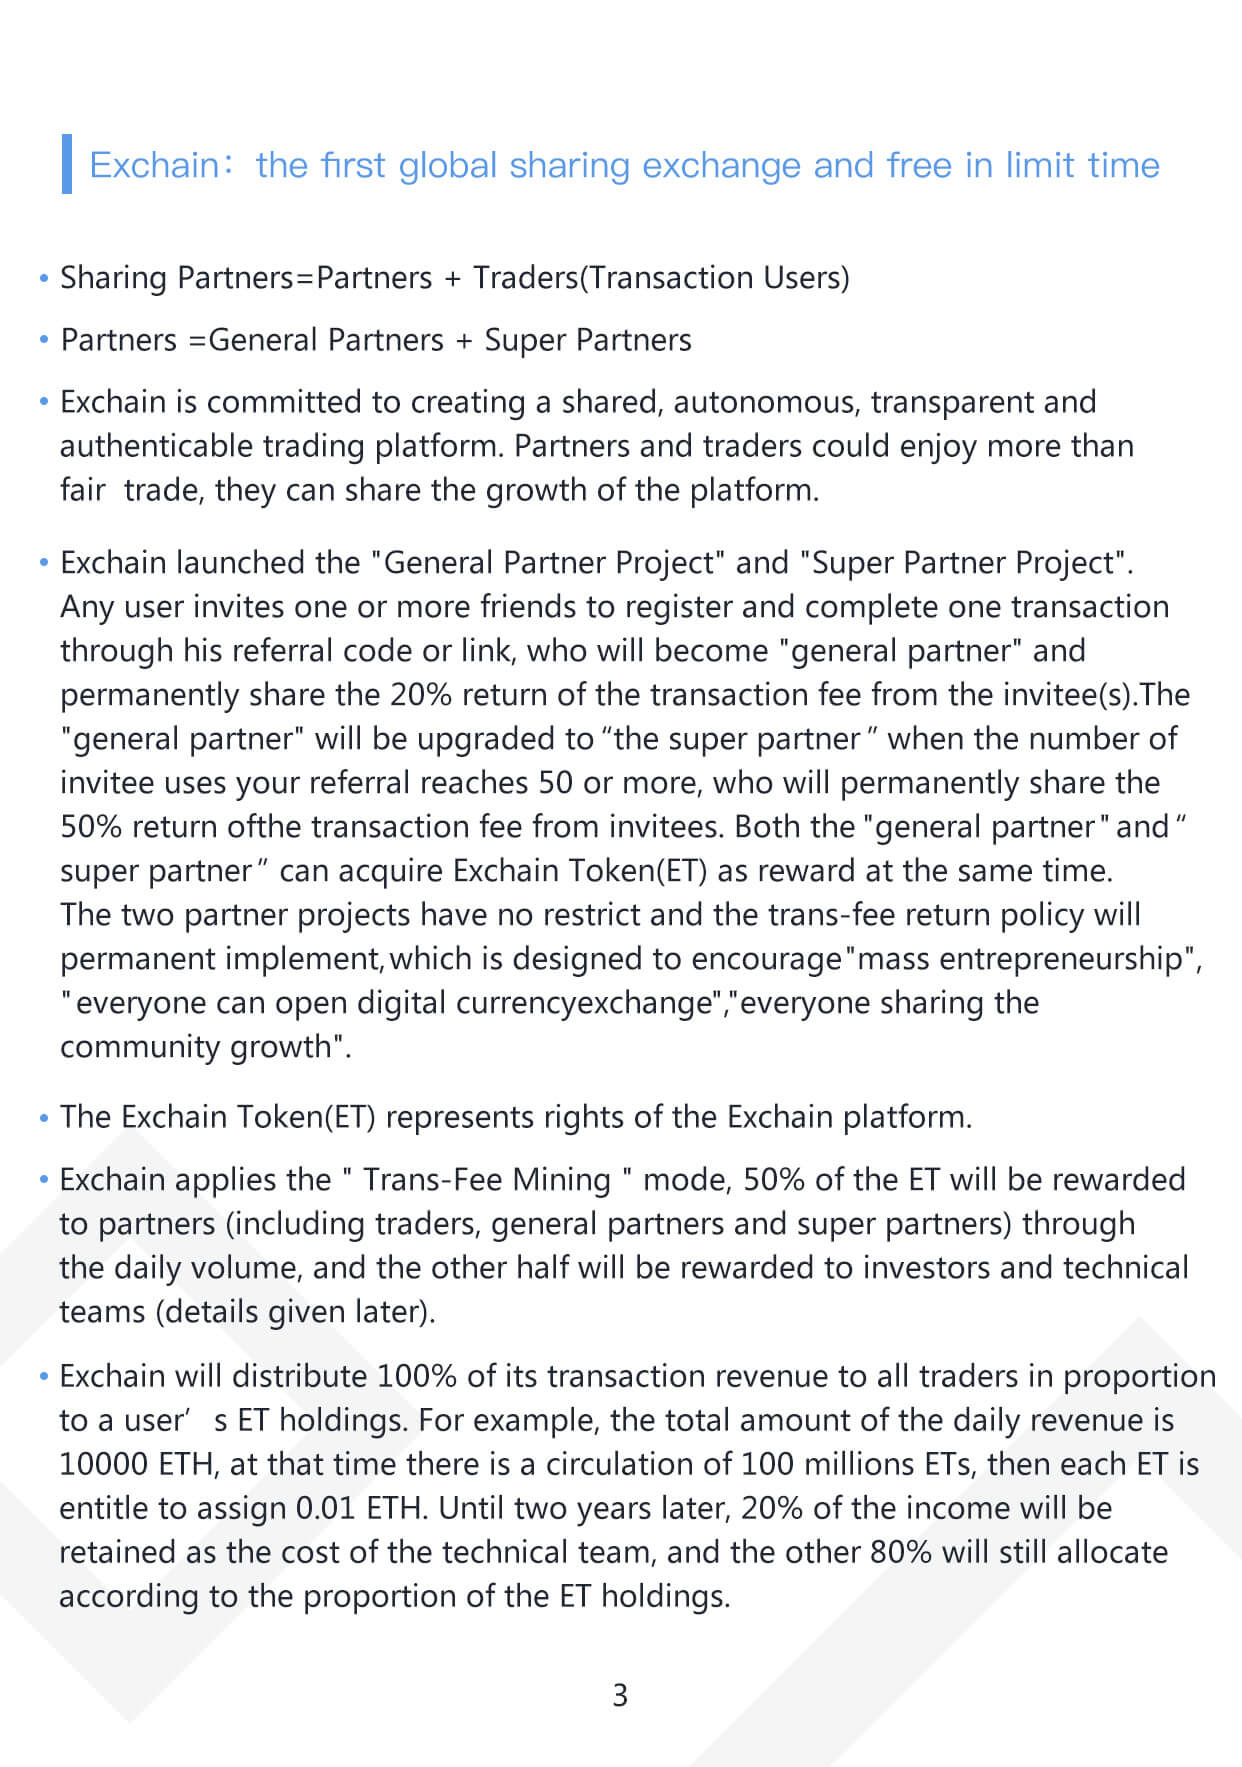 Exchain：the first global sharing exchange and free in limit time
• Sharing Partners=Partners + Traders(Transaction Users)
• Partners =General Partners + Super Partners
• Exchain is committed to creating a shared, autonomous, transparent and
authenticable trading platform. Partners and traders could enjoy more than
fair  trade, they can share the growth of the platform.
• Exchain launched the "General Partner Project" and "Super Partner Project".
Any user invites one or more friends to register and complete one transaction
through his referral code or link, who will become "general partner" and
permanently share the 20% return of the transaction fee from the invitee(s).The
"general partner" will be upgraded to “the super partner ” when the number of
invitee uses your referral reaches 50 or more, who will permanently share the
50% return ofthe transaction fee from invitees. Both the "general partner" and “
super partner ” can acquire Exchain Token(ET) as reward at the same time.
The two partner projects have no restrict and the trans-fee return policy will
permanent implement,which is designed to encourage"mass entrepreneurship",
"everyone can open digital currencyexchange","everyone sharing the
community growth".
• The Exchain Token(ET) represents rights of the Exchain platform.
• Exchain applies the " Trans-Fee Mining " mode, 50% of the ET will be rewarded
to partners (including traders, general partners and super partners) through
the daily volume, and the other half will be rewarded to investors and technical
teams (details given later).
• Exchain will distribute 100% of its transaction revenue to all traders in proportion
to a user’ s ET holdings. For example, the total amount of the daily revenue is
10000 ETH, at that time there is a circulation of 100 millions ETs, then each ET is
entitle to assign 0.01 ETH. Until two years later, 20% of the income will be
retained as the cost of the technical team, and the other 80% will still allocate
according to the proportion of the ET holdings.
3